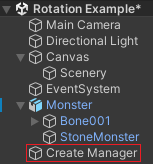 Rotation Example*
Main Camera
Directional Light
Canvas
Scenery
EventSystem
Monster
Bone001
StoneMonster
Create Manager